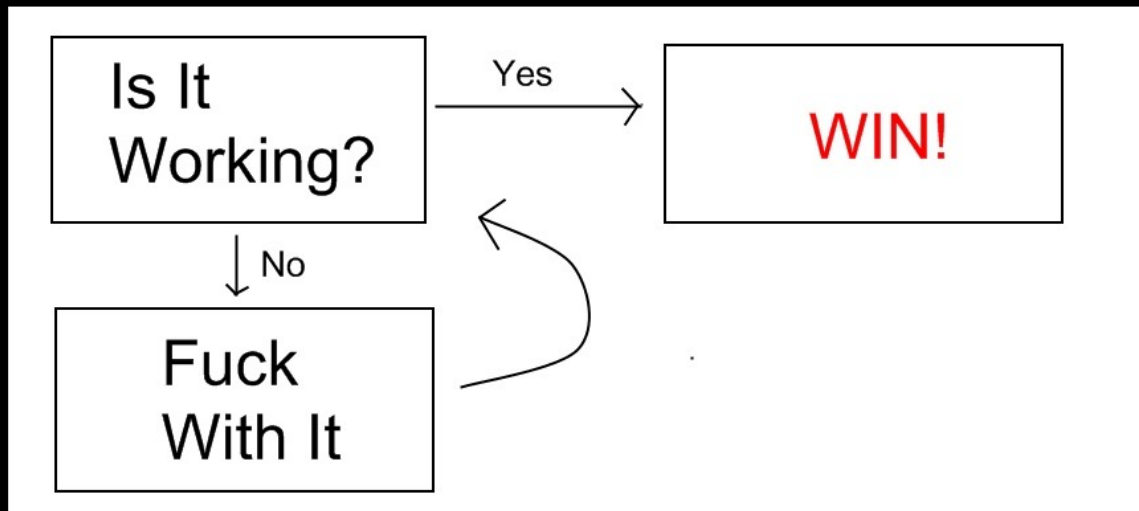 Is It
Working?
Yes
WIN!
No
Fuck
With It